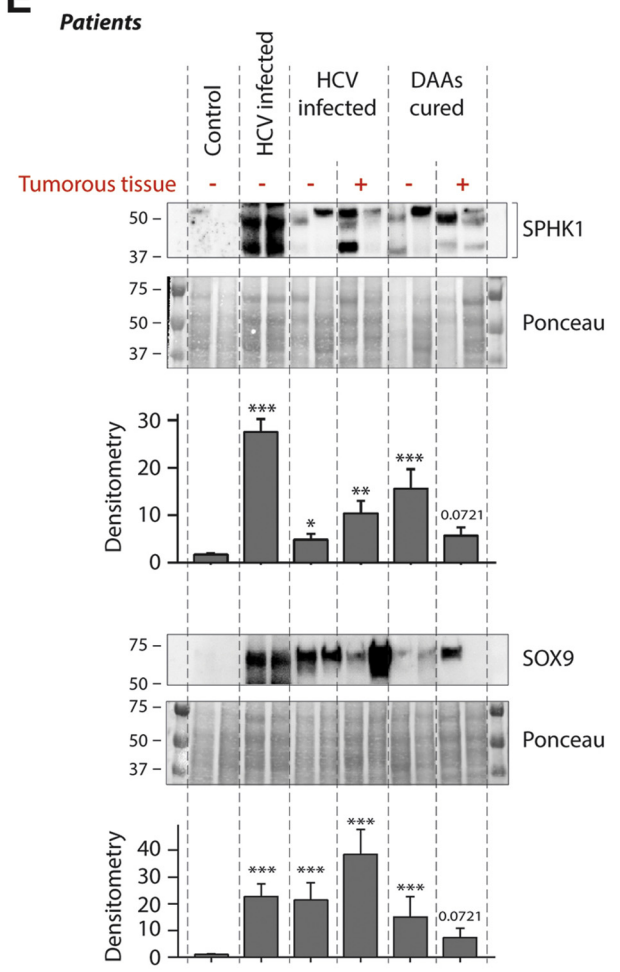 E
Patients
Control
HCV infected
HCV
infected
DAAs
cured
Tumorous tissue - - - + - +
50
37
SPHK1
75
50
37
Ponceau
Densitometry
30
20
10
0
***
*
**
***
0.0721
75
50
SOX9
75
50
37
Ponceau
Densitometry
40
30
20
10
0
***
***
***
***
0.0721